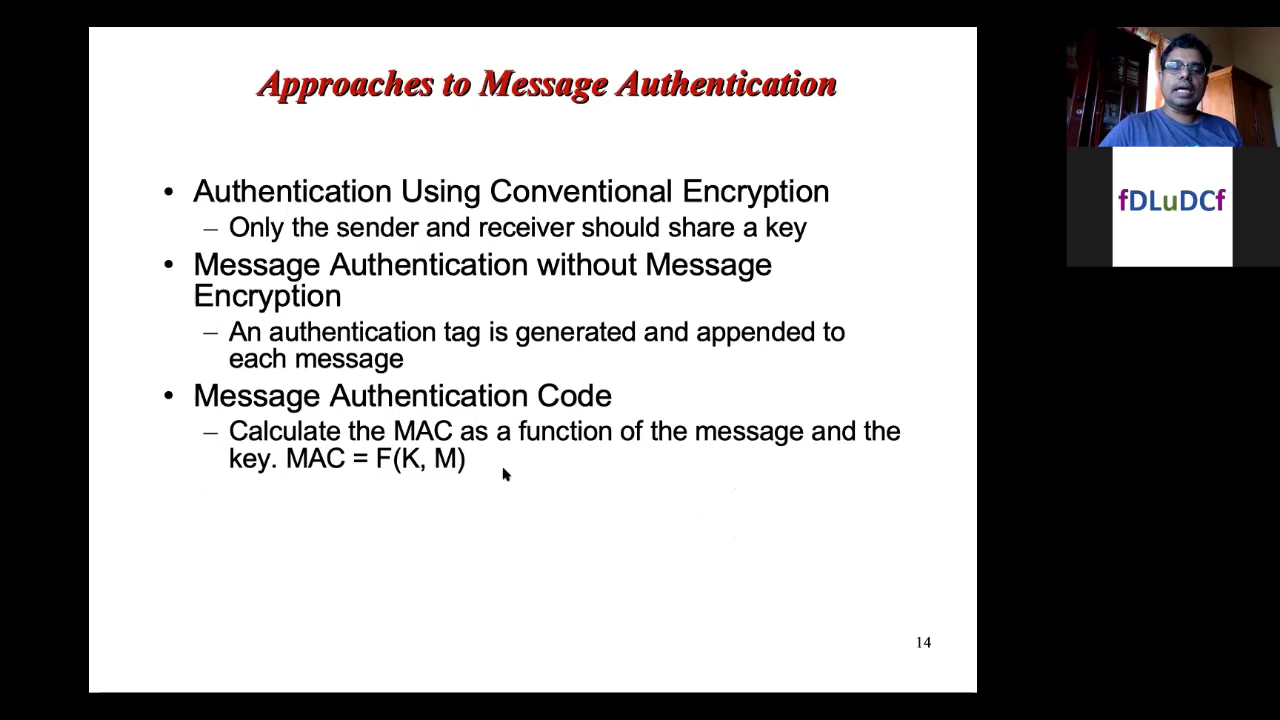 Approaches to Message Authentication
• Authentication Using Conventional Encryption
– Only the sender and receiver should share a key
• Message Authentication without Message
Encryption
– An authentication tag is generated and appended to
each message
• Message Authentication Code
– Calculate the MAC as a function of the message and the
key. MAC = F(K, M)
14
fDLuDCf